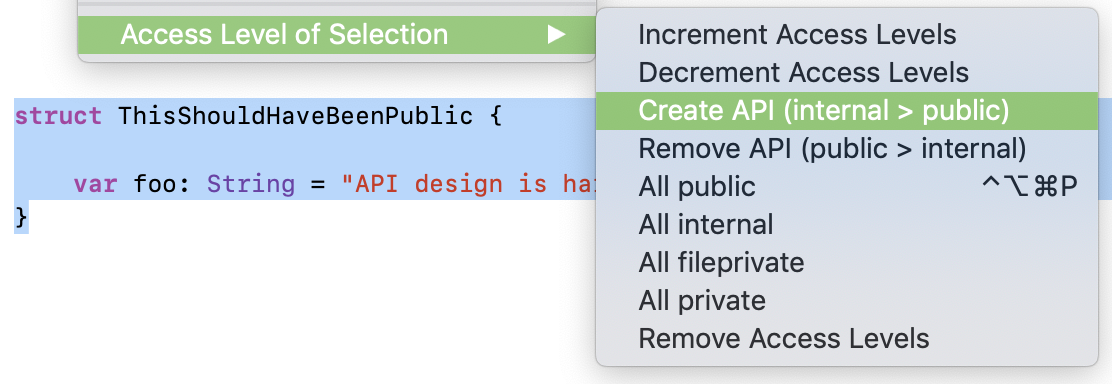 Access Level of Selection ▶
Increment Access Levels
Decrement Access Levels
Create API (internal > public)
Remove API (public > internal)
All public ⌃⌥⌘P
All internal
All fileprivate
All private
Remove Access Levels
struct ThisShouldHaveBeenPublic {
var foo: String = "API design is
}